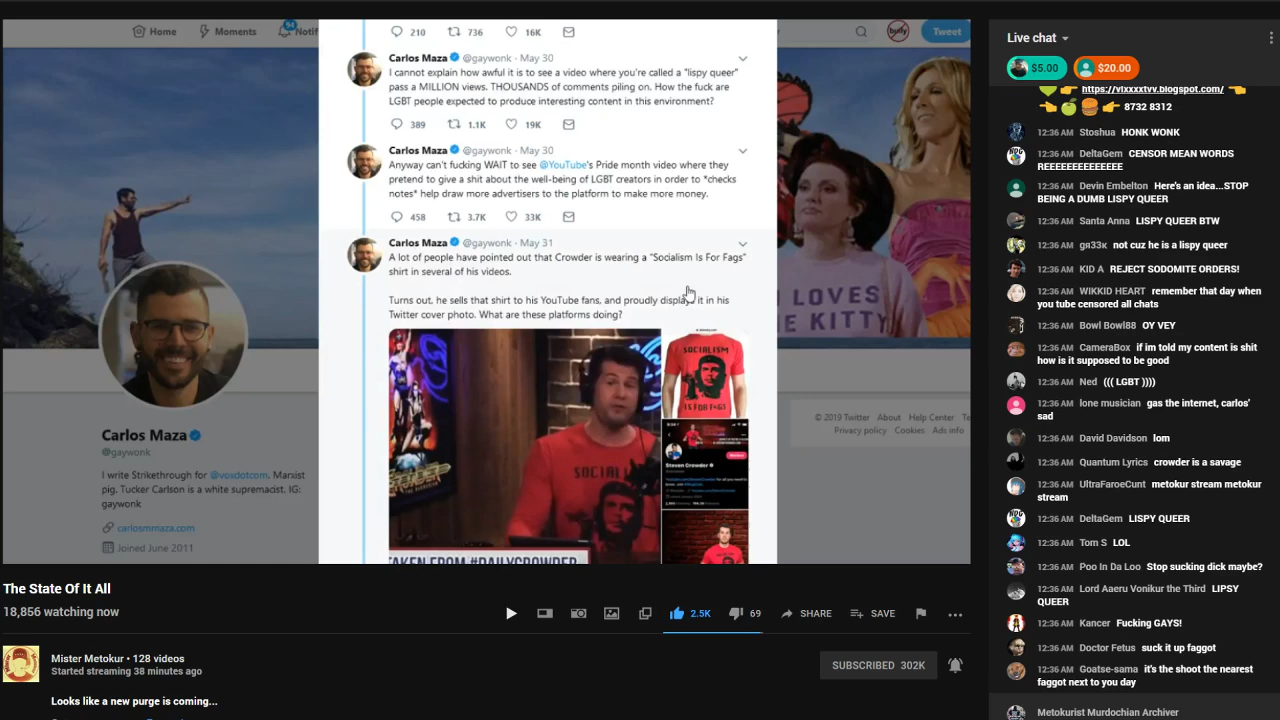 Home
Moments
94
Notif
bully
Tweet
210 736 16K
Carlos Maza @gaywonk · May 30
I cannot explain how awful it is to see a video where you're called a "lispy queer"
pass a MILLION views. THOUSANDS of comments piling on. How the fuck are
LGBT people expected to produce interesting content in this environment?
389 1.1K 19K
Carlos Maza @gaywonk · May 30
Anyway can't fucking WAIT to see @YouTube's Pride month video where they
pretend to give a shit about the well-being of LGBT creators in order to *checks
notes* help draw more advertisers to the platform to make more money.
458 3.7K 33K
Carlos Maza @gaywonk · May 31
A lot of people have pointed out that Crowder is wearing a "Socialism Is For Fags"
shirt in several of his videos.
Turns out, he sells that shirt to his YouTube fans, and proudly displays it in his
Twitter cover photo. What are these platforms doing?
SOCIALI
TAKEN FROM #DAILYCROWDER
SOCIALISM
IS FOR FAGS
Steven Crowder
LOVES
E KITTY
Carlos Maza
@gaywonk
I write Strikethrough for @voxdotcom. Marxist
pig. Tucker Carlson is a white supremacist. IG:
gaywonk
carlosmmaza.com
Joined June 2011
© 2019 Twitter About Help Center Te
Privacy policy Cookies Ads info
The State Of It All
18,856 watching now
2.5K 69 SHARE SAVE
Mister Metokur • 128 videos
Started streaming 38 minutes ago
SUBSCRIBED 302K
Looks like a new purge is coming...
Live chat
$5.00 $20.00
https://vixxxxtvv.blogspot.com/
8732 8312
12:36 AM Stoshua HONK WONK
12:36 AM DeltaGem CENSOR MEAN WORDS
REEEEEEEEEEEE
12:36 AM Devin Embelton Here's an idea...STOP
BEING A DUMB LISPY QUEER
12:36 AM Santa Anna LISPY QUEER BTW
12:36 AM gя33k not cuz he is a lispy queer
12:36 AM KID A REJECT SODOMITE ORDERS!
12:36 AM WIKKID HEART remember that day when
you tube censored all chats
12:36 AM Bowl Bowl88 OY VEY
12:36 AM CameraBox if im told my content is shit
how is it supposed to be good
12:36 AM Ned ((( LGBT ))))
12:36 AM lone musician gas the internet, carlos'
sad
12:36 AM David Davidson lom
12:36 AM Quantum Lyrics crowder is a savage
12:36 AM UltraFaroeCunt metokur stream metokur
stream
12:36 AM DeltaGem LISPY QUEER
12:36 AM Tom S LOL
12:36 AM Poo In Da Loo Stop sucking dick maybe?
12:36 AM Lord Aaeru Vonikur the Third LIPSY
QUEER
12:36 AM Kancer Fucking GAYS!
12:36 AM Doctor Fetus suck it up faggot
12:36 AM Goatse-sama it's the shoot the nearest
faggot next to you day
Metokurist Murdochian Archiver